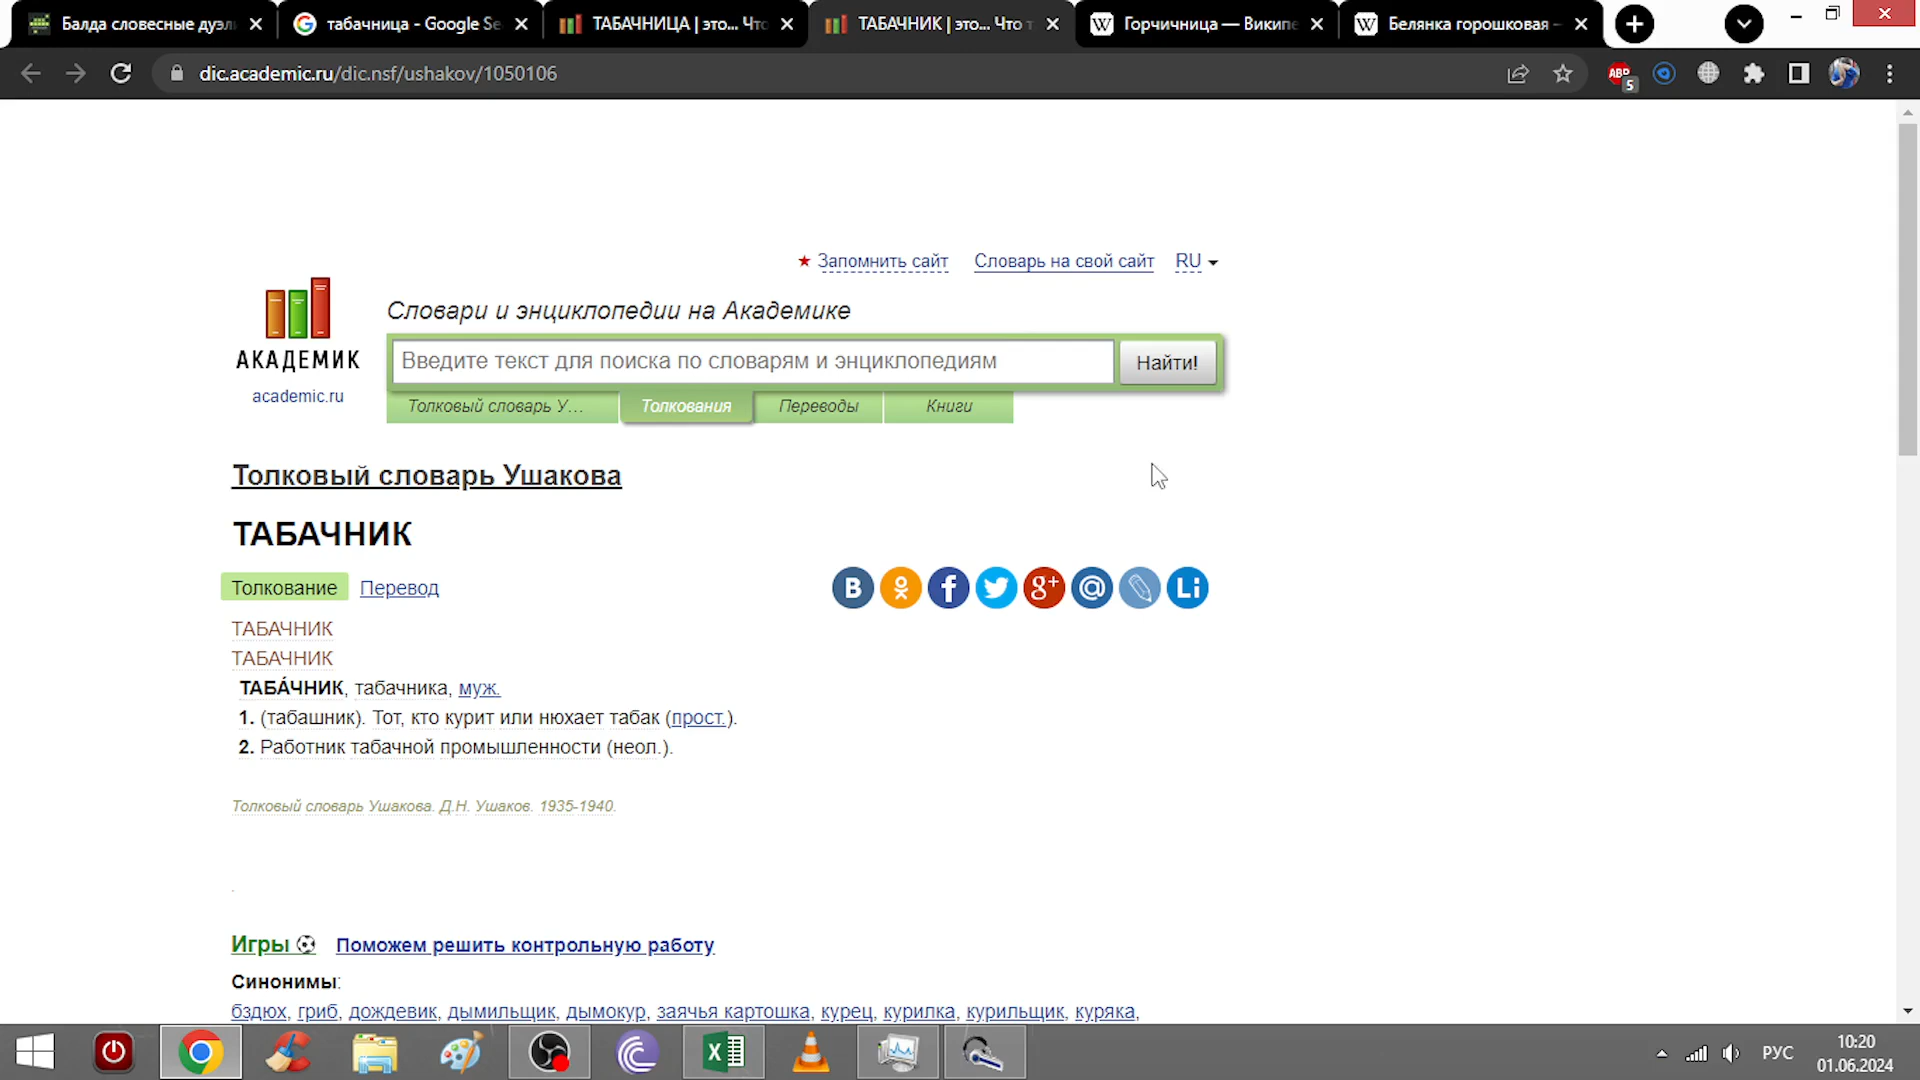 Балда словесные дуэли
табачница - Google Se
ТАБАЧНИЦА | это... Что
ТАБАЧНИК | это... Что т
Горчичница — Википе
Белянка горошковая –
dic.academic.ru/dic.nsf/ushakov/1050106
ABP
5
Запомнить сайт
Словарь на свой сайт
RU
Словари и энциклопедии на Академике
АКАДЕМИК
academic.ru
Введите текст для поиска по словарям и энциклопедиям
Найти!
Толковый словарь У…
Толкования
Переводы
Книги
Толковый словарь Ушакова
ТАБАЧНИК
Толкование
Перевод
ТАБАЧНИК
ТАБАЧНИК
ТАБА́ЧНИК, табачника, муж.
1. (табашник). Тот, кто курит или нюхает табак (прост.).
2. Работник табачной промышленности (неол.).
Толковый словарь Ушакова. Д.Н. Ушаков. 1935-1940.
.
Игры
Поможем решить контрольную работу
Синонимы:
бздюх, гриб, дождевик, дымильщик, дымокур, заячья картошка, курец, курилка, курильщик, куряка,
РУС
10:20
01.06.2024